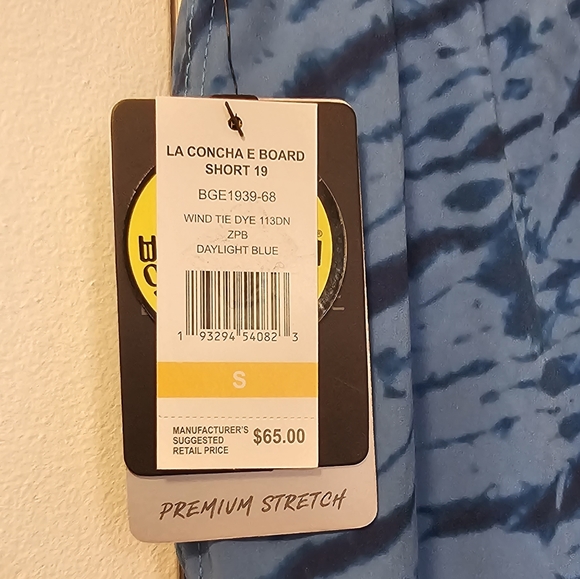 LA CONCHA E BOARD
SHORT 19
BGE1939-68
WIND TIE DYE 113DN
ZPB
DAYLIGHT BLUE
1 93294 54082 3
S
MANUFACTURER'S
SUGGESTED
RETAIL PRICE
$65.00
PREMIUM STRETCH